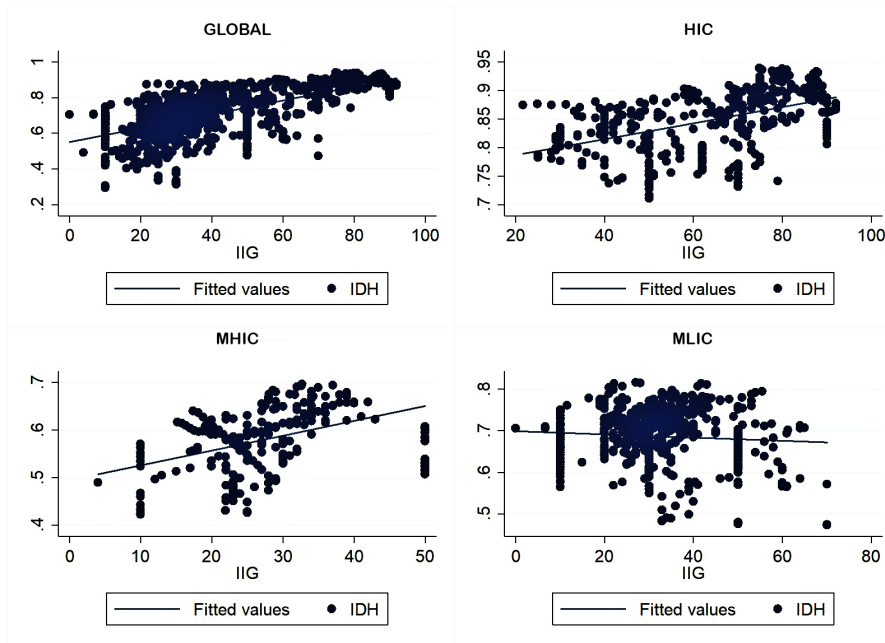 GLOBAL
1
.8
.6
.4
.2
0 20 40 60 80 100
IIG
Fitted values IDH
HIC
.95
.9
.85
.8
.75
.7
20 40 60 80 100
IIG
Fitted values IDH
MHIC
.7
.6
.5
.4
0 10 20 30 40 50
IIG
Fitted values IDH
MLIC
.8
.7
.6
.5
0 20 40 60 80
IIG
Fitted values IDH